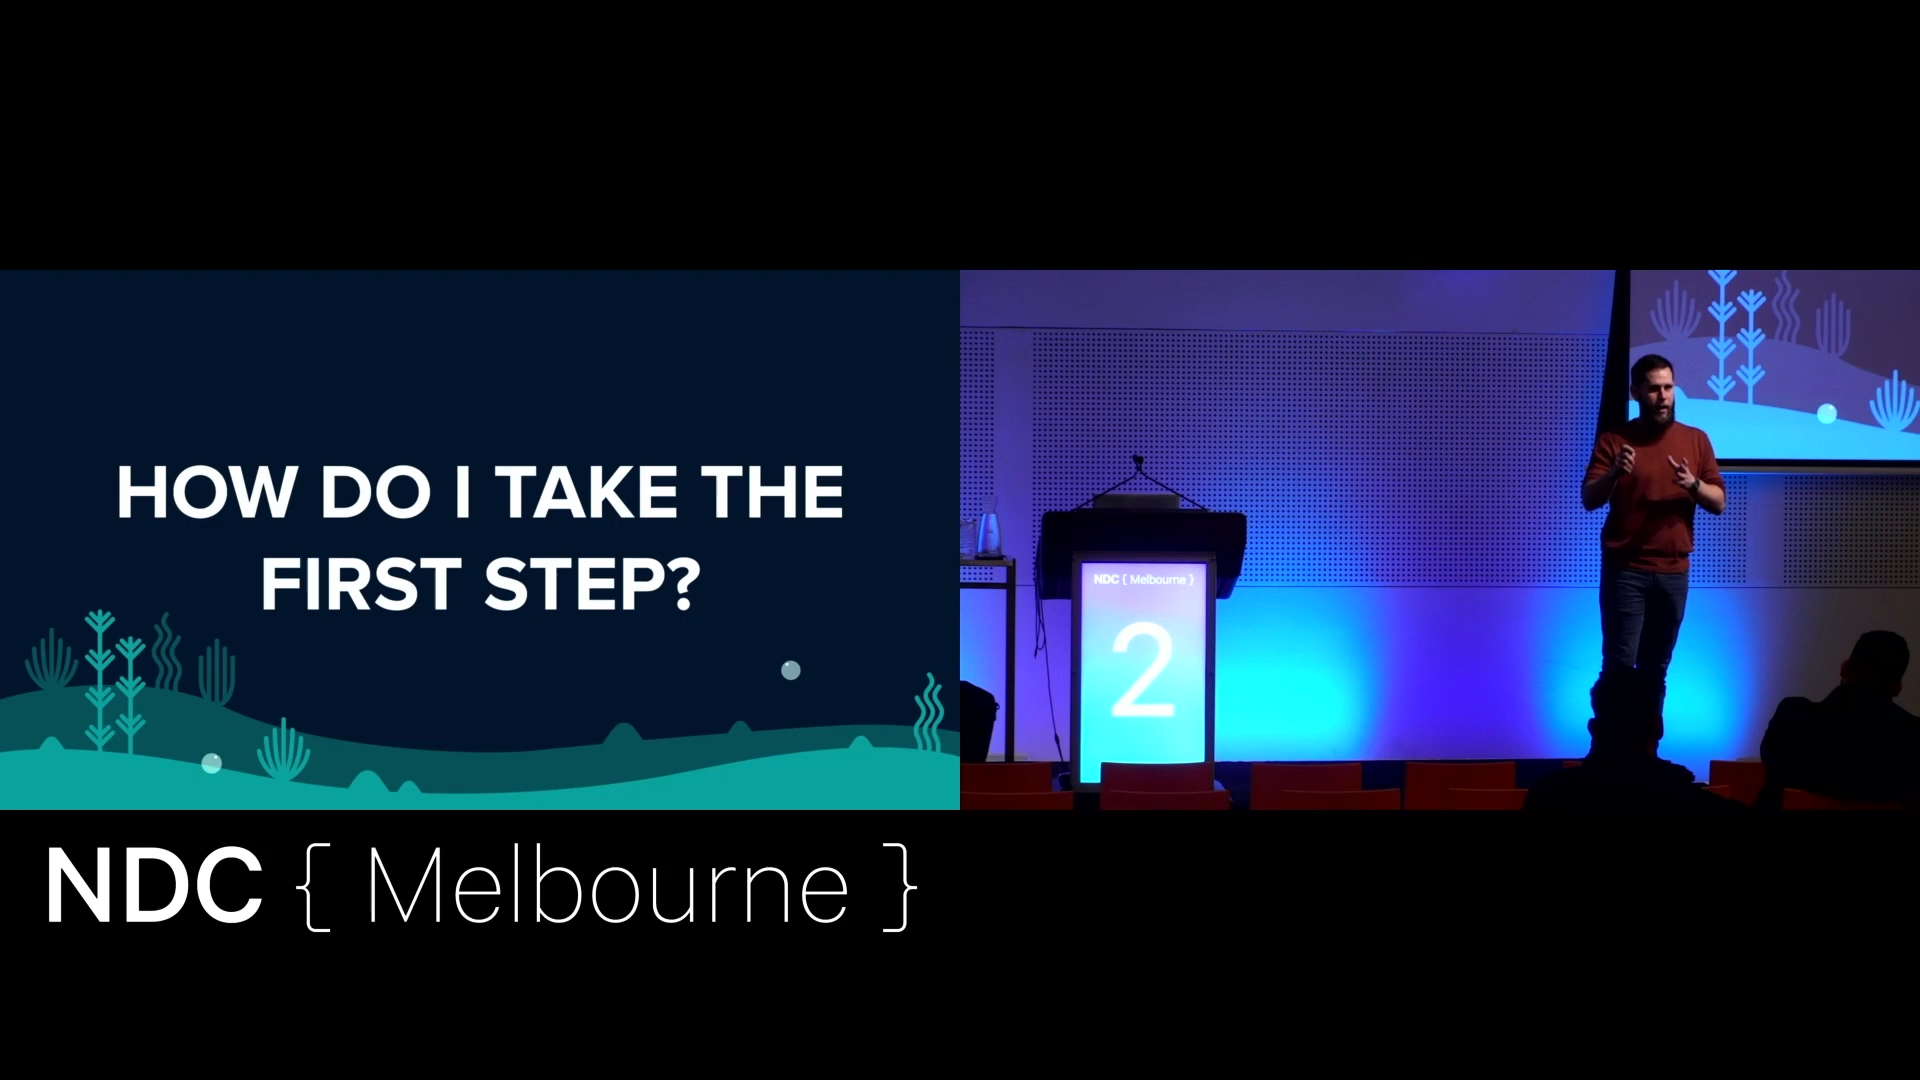 HOW DO I TAKE THE
FIRST STEP?
NDC { Melbourne }
2
NDC { Melbourne }